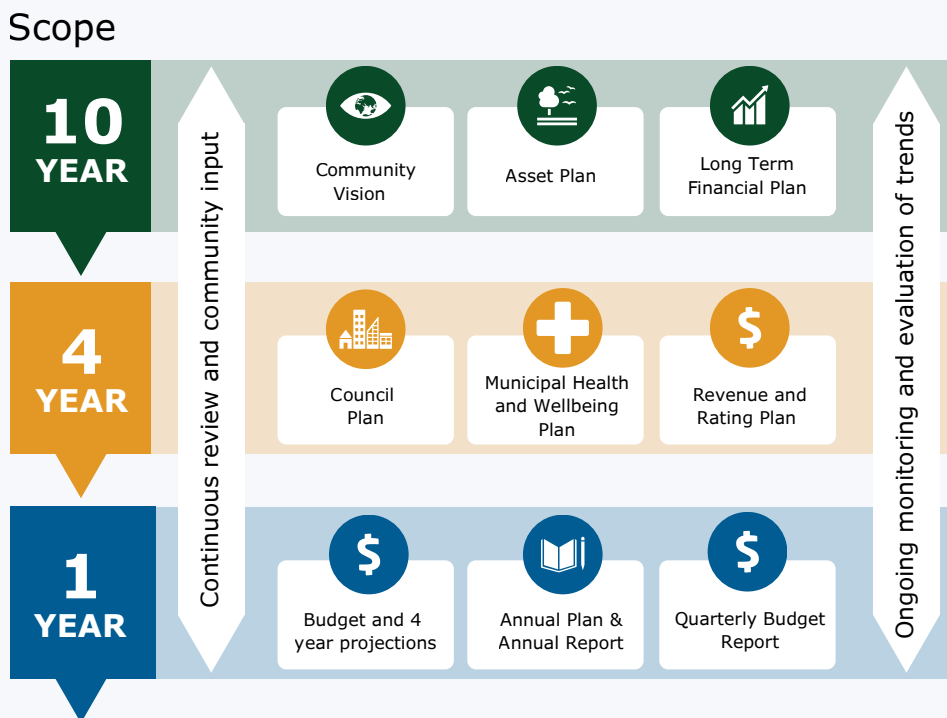 Scope
10
YEAR
Continuous review and community input
Community
Vision
Asset Plan
Long Term
Financial Plan
Ongoing monitoring and evaluation of trends
4
YEAR
Council
Plan
Municipal Health
and Wellbeing
Plan
Revenue and
Rating Plan
1
YEAR
Budget and 4
year projections
Annual Plan &
Annual Report
Quarterly Budget
Report